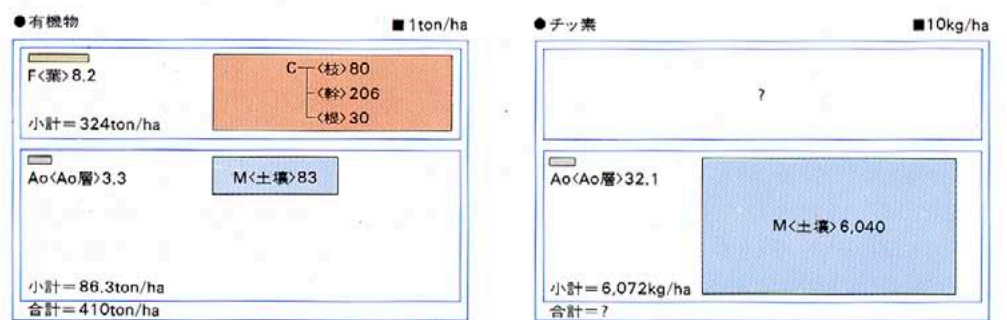 ●有機物 ■1ton/ha
F<葉>8.2
C <枝>80
<幹>206
<根>30
小計=324ton/ha
Ao<Ao層>3.3
M<土壌>83
小計=86.3ton/ha
合計=410ton/ha
●チッ素 ■10kg/ha
?
Ao<Ao層>32.1
M<土壌>6,040
小計=6,072kg/ha
合計=?